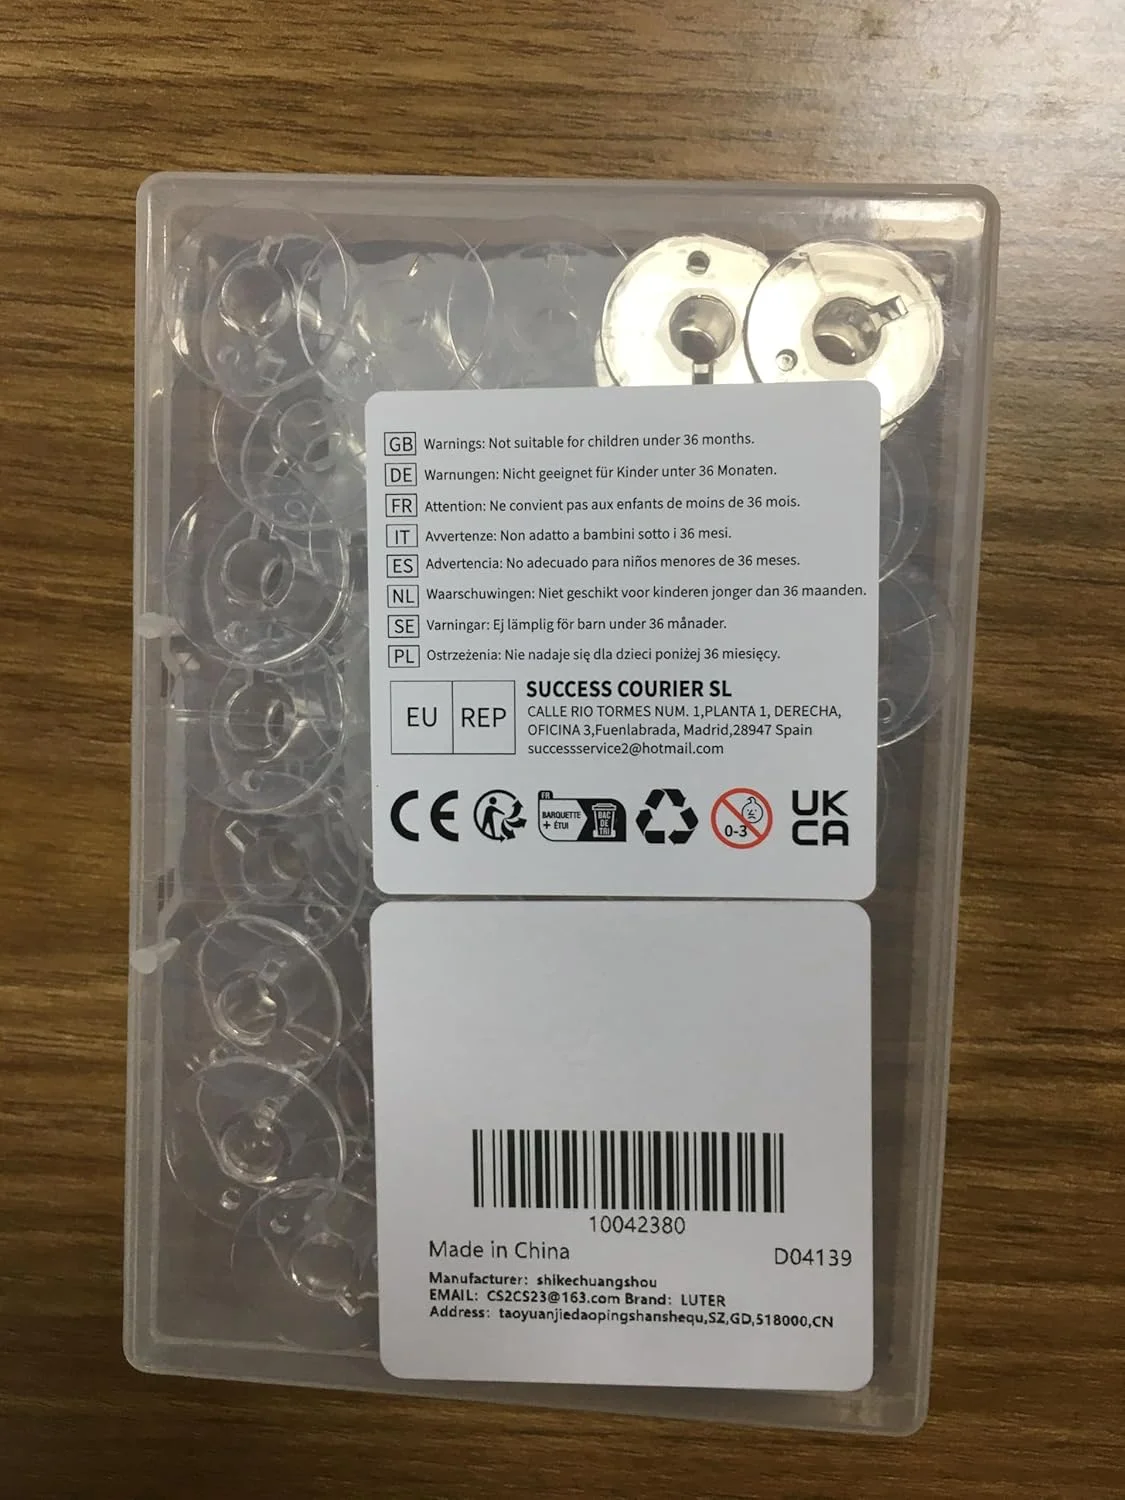 GB Warnings: Not suitable for children under 36 months.
DE Warnungen: Nicht geeignet für Kinder unter 36 Monaten.
FR Attention: Ne convient pas aux enfants de moins de 36 mois.
IT Avvertenze: Non adatto a bambini sotto i 36 mesi.
ES Advertencia: No adecuado para niños menores de 36 meses.
NL Waarschuwingen: Niet geschikt voor kinderen jonger dan 36 maanden.
SE Varningar: Ej lämplig för barn under 36 månader.
PL Ostrzeżenia: Nie nadaje się dla dzieci poniżej 36 miesięcy.
EU REP
SUCCESS COURIER SL
CALLE RIO TORMES NUM. 1,PLANTA 1, DERECHA,
OFICINA 3,Fuenlabrada, Madrid,28947 Spain
successservice2@hotmail.com
CE
FR
BARQUETTE
+ ÉTUI
BAC
DE
TRI
0-3
UK
CA
10042380
Made in China
D04139
Manufacturer: shikechuangshou
EMAIL: CS2CS23@163.com Brand: LUTER
Address: taoyuanjiedaopingshanshequ,SZ,GD,518000,CN